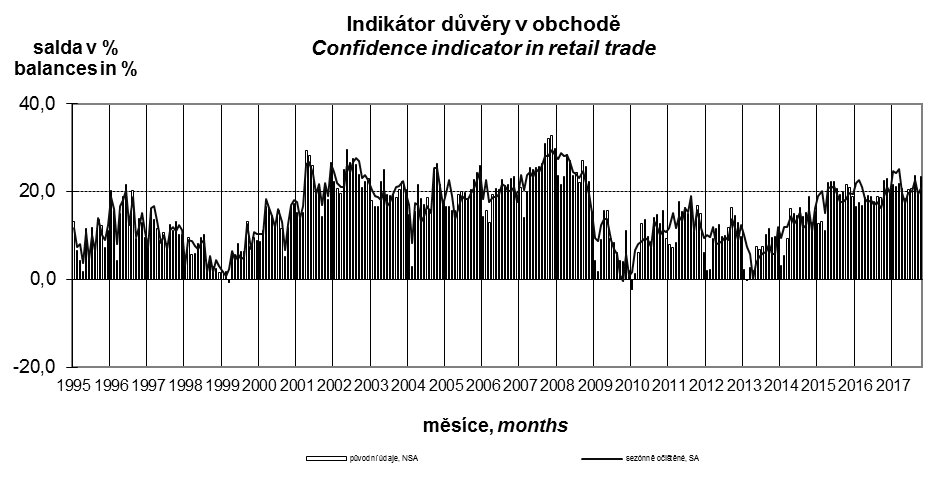 Indikátor důvěry v obchodě
Confidence indicator in retail trade
salda v %
balances in %
40,0
20,0
0,0
-20,0
1995 1996 1997 1998 1999 2000 2001 2002 2003 2004 2005 2006 2007 2008 2009 2010 2011 2012 2013 2014 2015 2016 2017
měsíce, months
původní údaje, NSA
sezónně očištěné, SA